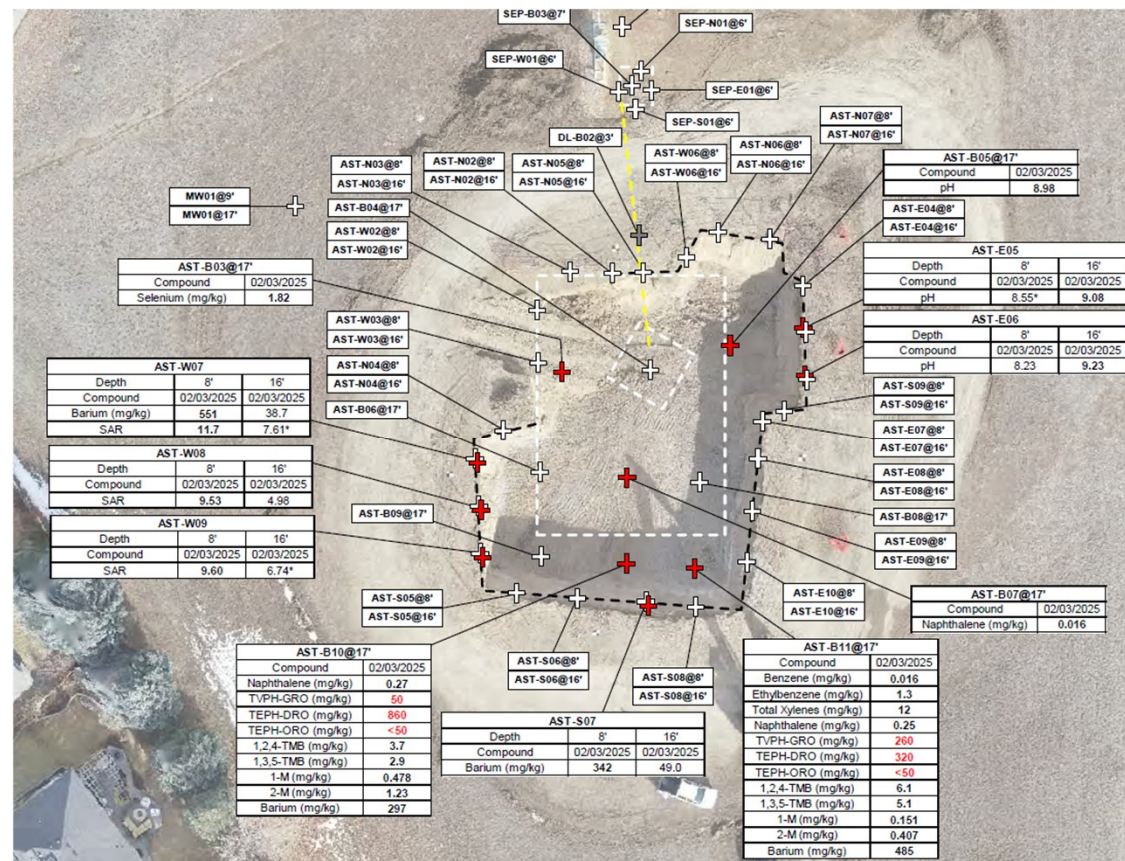 SEP-B03@7'
SEP-N01@6'
SEP-W01@6'
SEP-E01@6'
SEP-S01@6'
DL-B02@3'
AST-N07@8'
AST-N07@16'
AST-N06@8'
AST-N06@16'
AST-W06@8'
AST-W06@16'
AST-N05@8'
AST-N05@16'
AST-N02@8'
AST-N02@16'
AST-N03@8'
AST-N03@16'
AST-B04@17'
AST-W02@8'
AST-W02@16'
MW01@9'
MW01@17'
AST-B05@17'
Compound 02/03/2025
pH 8.98
AST-E04@8'
AST-E04@16'
AST-E05
Depth 8' 16'
Compound 02/03/2025 02/03/2025
pH 8.55* 9.08
AST-E06
Depth 8' 16'
Compound 02/03/2025 02/03/2025
pH 8.23 9.23
AST-B03@17'
Compound 02/03/2025
Selenium (mg/kg) 1.82
AST-W03@8'
AST-W03@16'
AST-N04@8'
AST-N04@16'
AST-B06@17'
AST-W07
Depth 8' 16'
Compound 02/03/2025 02/03/2025
Barium (mg/kg) 551 38.7
SAR 11.7 7.61*
AST-W08
Depth 8' 16'
Compound 02/03/2025 02/03/2025
SAR 9.53 4.98
AST-W09
Depth 8' 16'
Compound 02/03/2025 02/03/2025
SAR 9.60 6.74*
AST-B09@17'
AST-S09@8'
AST-S09@16'
AST-E07@8'
AST-E07@16'
AST-E08@8'
AST-E08@16'
AST-B08@17'
AST-E09@8'
AST-E09@16'
AST-E10@8'
AST-E10@16'
AST-B07@17'
Compound 02/03/2025
Naphthalene (mg/kg) 0.016
AST-S05@8'
AST-S05@16'
AST-S06@8'
AST-S06@16'
AST-S08@8'
AST-S08@16'
AST-B10@17'
Compound 02/03/2025
Naphthalene (mg/kg) 0.27
TVPH-GRO (mg/kg) 50
TEPH-DRO (mg/kg) 860
TEPH-ORO (mg/kg) <50
1,2,4-TMB (mg/kg) 3.7
1,3,5-TMB (mg/kg) 2.9
1-M (mg/kg) 0.478
2-M (mg/kg) 1.23
Barium (mg/kg) 297
AST-S07
Depth 8' 16'
Compound 02/03/2025 02/03/2025
Barium (mg/kg) 342 49.0
AST-B11@17'
Compound 02/03/2025
Benzene (mg/kg) 0.016
Ethylbenzene (mg/kg) 1.3
Total Xylenes (mg/kg) 12
Naphthalene (mg/kg) 0.25
TVPH-GRO (mg/kg) 260
TEPH-DRO (mg/kg) 320
TEPH-ORO (mg/kg) <50
1,2,4-TMB (mg/kg) 6.1
1,3,5-TMB (mg/kg) 5.1
1-M (mg/kg) 0.151
2-M (mg/kg) 0.407
Barium (mg/kg) 485